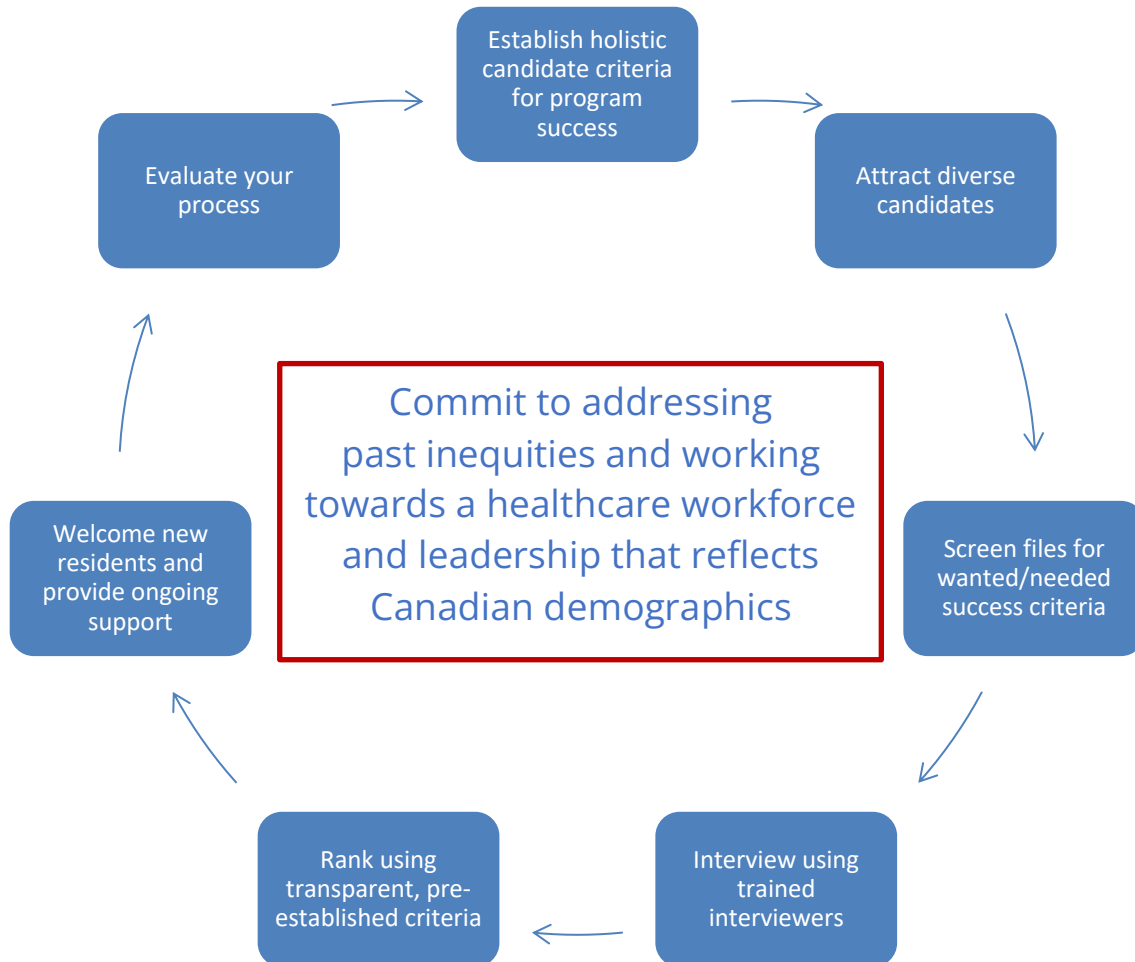 Establish holistic
candidate criteria
for program
success
Attract diverse
candidates
Screen files for
wanted/needed
success criteria
Interview using
trained
interviewers
Rank using
transparent, pre-
established criteria
Welcome new
residents and
provide ongoing
support
Evaluate your
process
Commit to addressing
past inequities and working
towards a healthcare workforce
and leadership that reflects
Canadian demographics